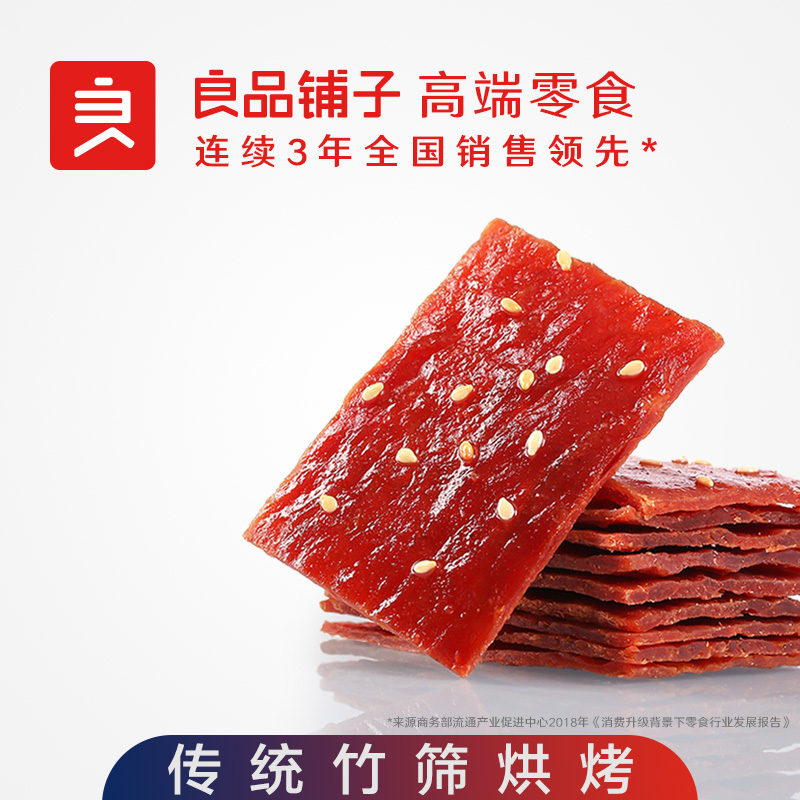 良品铺子 高端零食
连续3年全国销售领先*
*来源商务部流通产业促进中心2018年《消费升级背景下零食行业发展报告》
传统竹筛烘烤